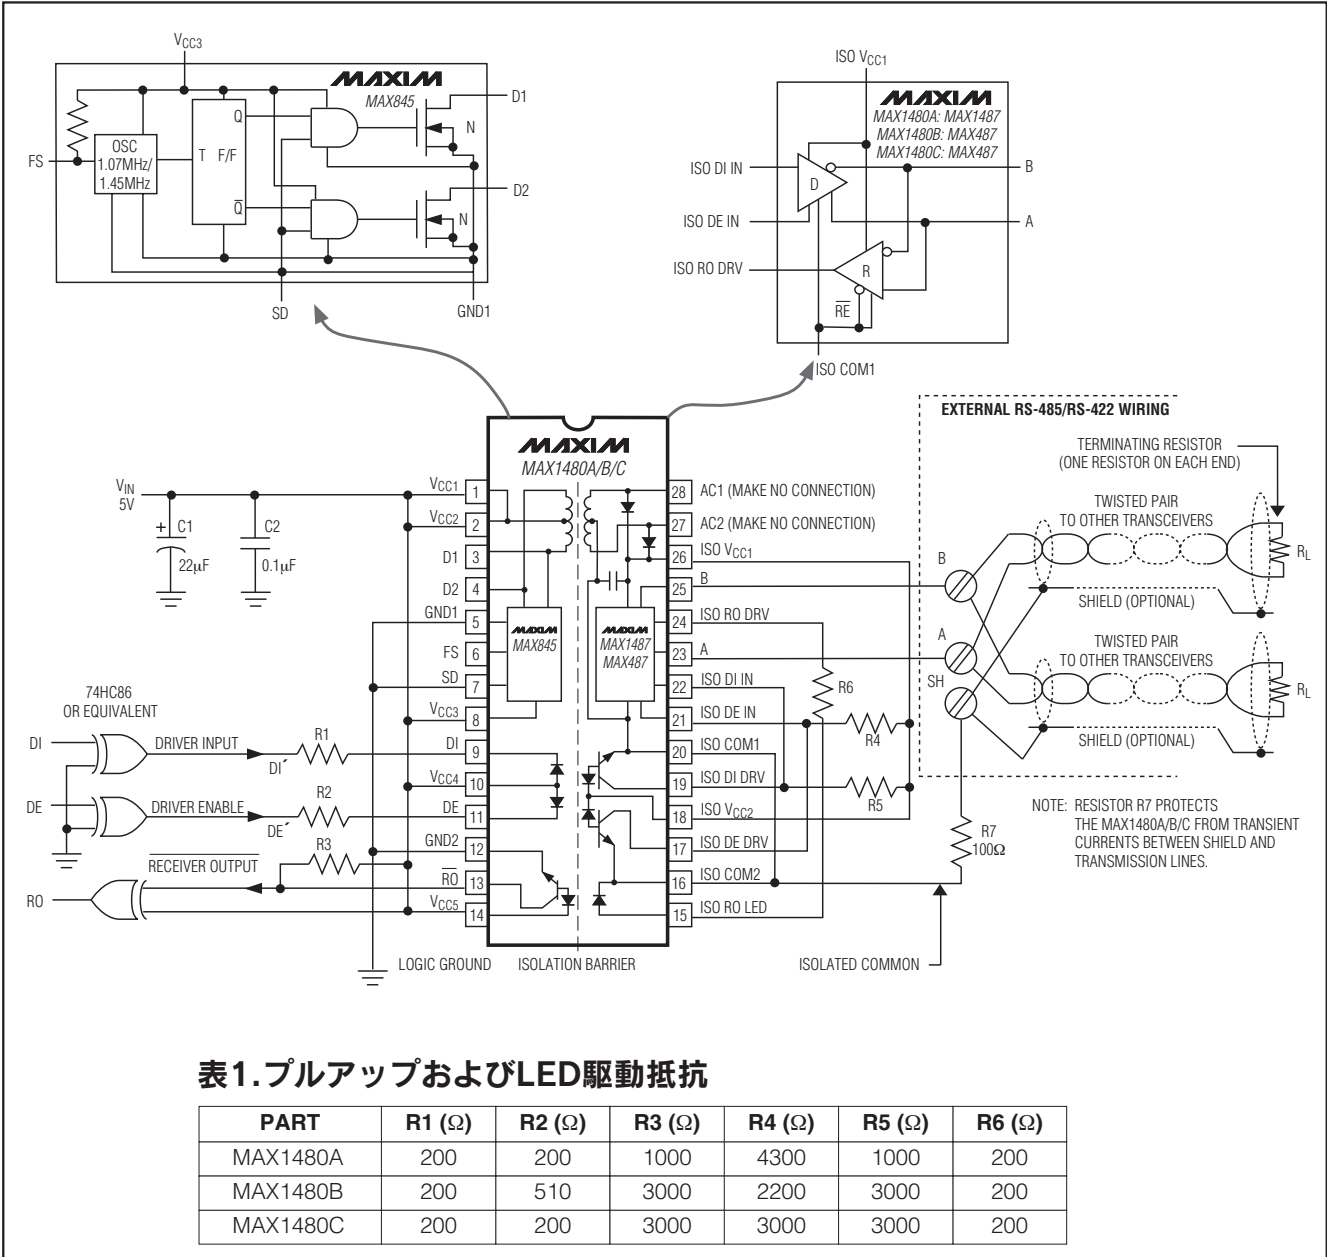 VCC3
MAXIM
MAX845
D1
Q
N
OSC
1.07MHz/
1.45MHz
T F/F
FS
D2
Q̅
N
SD
GND1
ISO VCC1
MAXIM
MAX1480A: MAX1487
MAX1480B: MAX487
MAX1480C: MAX487
ISO DI IN
D
B
ISO DE IN
A
ISO RO DRV
R
R̅E̅
ISO COM1
EXTERNAL RS-485/RS-422 WIRING
TERMINATING RESISTOR
(ONE RESISTOR ON EACH END)
TWISTED PAIR
TO OTHER TRANSCEIVERS
RL
SHIELD (OPTIONAL)
TWISTED PAIR
TO OTHER TRANSCEIVERS
RL
SHIELD (OPTIONAL)
B
A
SH
NOTE: RESISTOR R7 PROTECTS
THE MAX1480A/B/C FROM TRANSIENT
CURRENTS BETWEEN SHIELD AND
TRANSMISSION LINES.
R7
100Ω
MAXIM
MAX1480A/B/C
VIN
5V
+ C1
22µF
C2
0.1µF
VCC1 1
VCC2 2
D1 3
D2 4
GND1 5
FS 6
SD 7
VCC3 8
DI 9
VCC4 10
DE 11
GND2 12
R̅O̅ 13
VCC5 14
MAXIM
MAX845
MAXIM
MAX1487
MAX487
28 AC1 (MAKE NO CONNECTION)
27 AC2 (MAKE NO CONNECTION)
26 ISO VCC1
25 B
24 ISO RO DRV
23 A
22 ISO DI IN
21 ISO DE IN
20 ISO COM1
19 ISO DI DRV
18 ISO VCC2
17 ISO DE DRV
16 ISO COM2
15 ISO RO LED
R6
R4
R5
74HC86
OR EQUIVALENT
DI
DRIVER INPUT
DI´
R1
DE
DRIVER ENABLE
DE´
R2
R3
R̅E̅C̅E̅I̅V̅E̅R̅ O̅U̅T̅P̅U̅T̅
RO
LOGIC GROUND
ISOLATION BARRIER
ISOLATED COMMON
表1.プルアップおよびLED駆動抵抗
PART R1 (Ω) R2 (Ω) R3 (Ω) R4 (Ω) R5 (Ω) R6 (Ω)
MAX1480A 200 200 1000 4300 1000 200
MAX1480B 200 510 3000 2200 3000 200
MAX1480C 200 200 3000 3000 3000 200